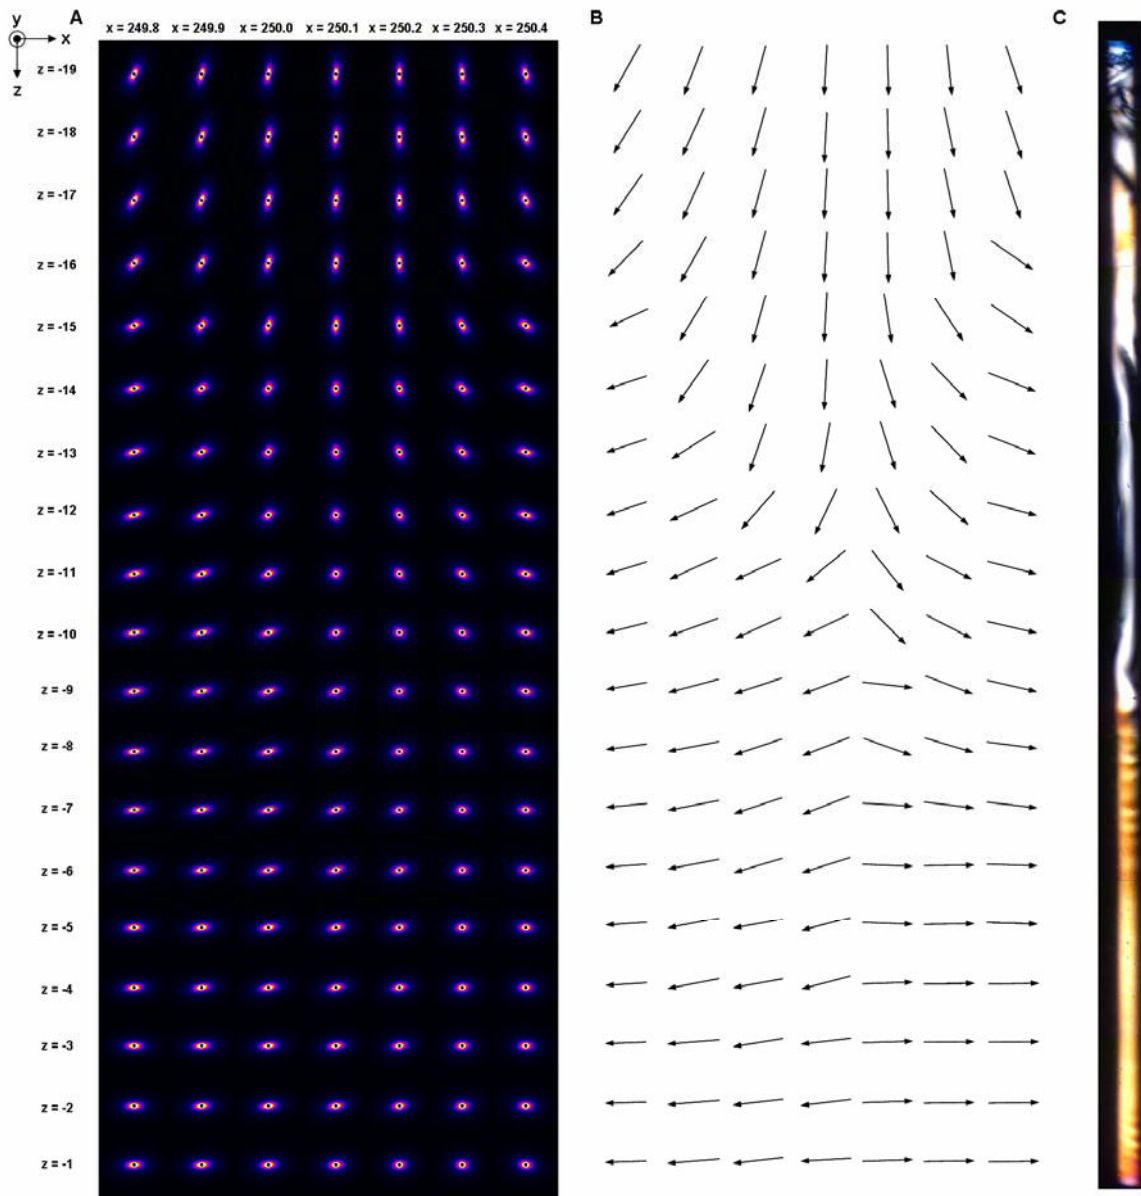 y A B C
x = 249.8 x = 249.9 x = 250.0 x = 250.1 x = 250.2 x = 250.3 x = 250.4
x
z = -19
z
z = -18
z = -17
z = -16
z = -15
z = -14
z = -13
z = -12
z = -11
z = -10
z = -9
z = -8
z = -7
z = -6
z = -5
z = -4
z = -3
z = -2
z = -1